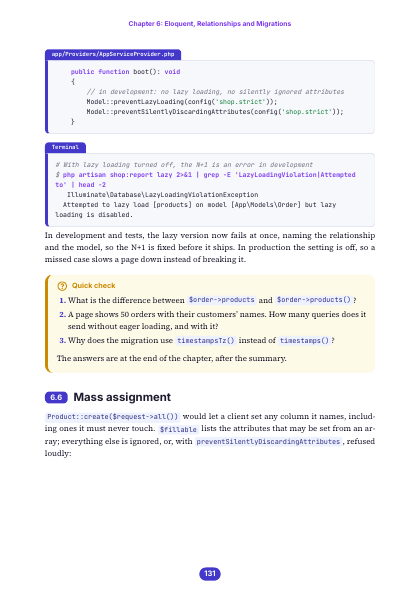 Chapter 6: Eloquent, Relationships and Migrations
app/Providers/AppServiceProvider.php
public function boot(): void
{
// in development: no lazy loading, no silently ignored attributes
Model::preventLazyLoading(config('shop.strict'));
Model::preventSilentlyDiscardingAttributes(config('shop.strict'));
}
Terminal
# With lazy loading turned off, the N+1 is an error in development
$ php artisan shop:report lazy 2>&1 | grep -E 'LazyLoadingViolation|Attempted
to' | head -2
Illuminate\Database\LazyLoadingViolationException
Attempted to lazy load [products] on model [App\Models\Order] but lazy
loading is disabled.
In development and tests, the lazy version now fails at once, naming the relationship
and the model, so the N+1 is fixed before it ships. In production the setting is off, so a
missed case slows a page down instead of breaking it.
Quick check
1. What is the difference between $order->products and $order->products()?
2. A page shows 50 orders with their customers' names. How many queries does it
send without eager loading, and with it?
3. Why does the migration use timestampsTz() instead of timestamps()?
The answers are at the end of the chapter, after the summary.
6.6 Mass assignment
Product::create($request->all()) would let a client set any column it names, includ-
ing ones it must never touch. $fillable lists the attributes that may be set from an ar-
ray; everything else is ignored, or, with preventSilentlyDiscardingAttributes, refused
loudly:
131